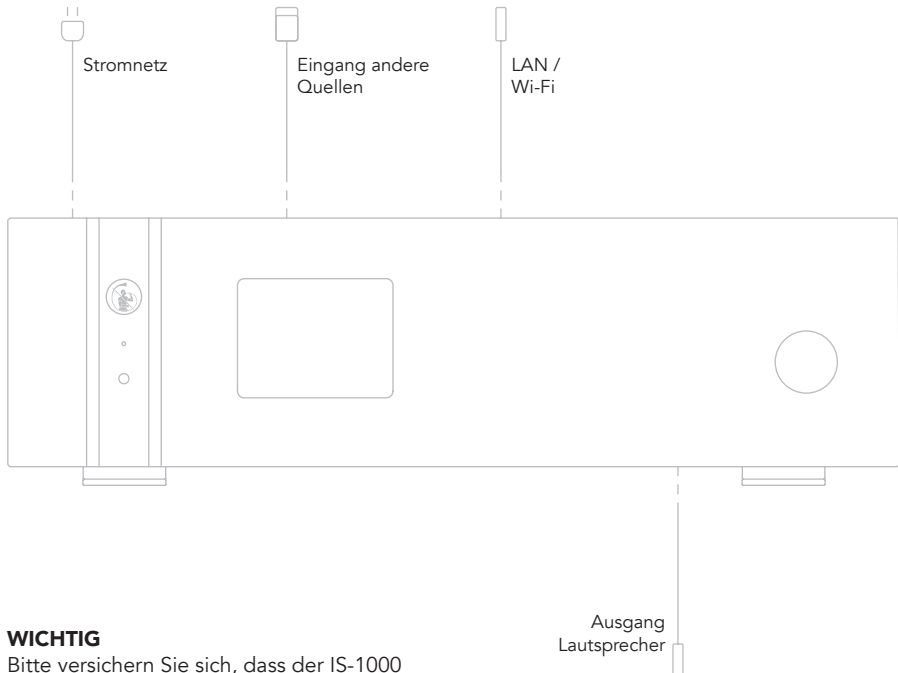 Stromnetz
Eingang andere
Quellen
LAN /
Wi-Fi
Ausgang
Lautsprecher
WICHTIG
Bitte versichern Sie sich, dass der IS-1000